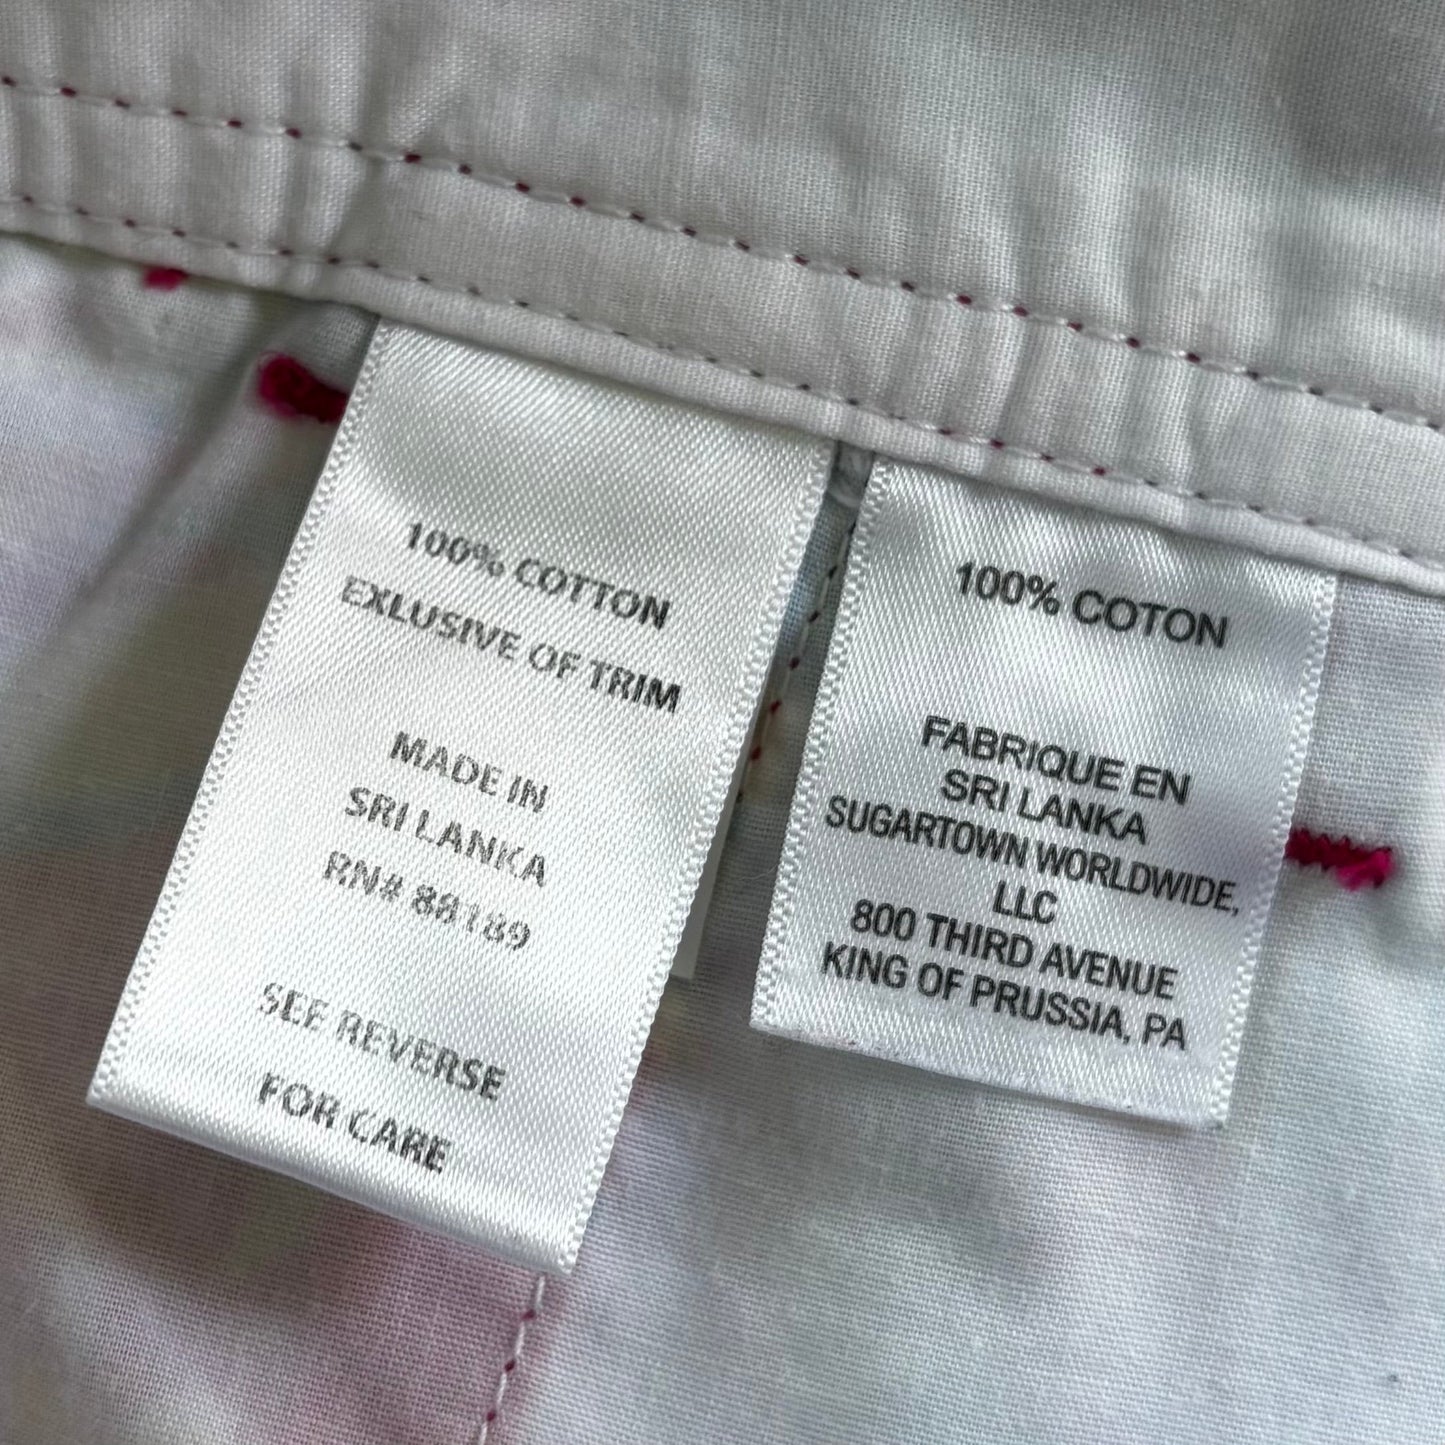 100% COTTON
EXLUSIVE OF TRIM
MADE IN
SRI LANKA
RN# 88189
SEE REVERSE
FOR CARE
100% COTON
FABRIQUE EN
SRI LANKA
SUGARTOWN WORLDWIDE,
LLC
800 THIRD AVENUE
KING OF PRUSSIA, PA